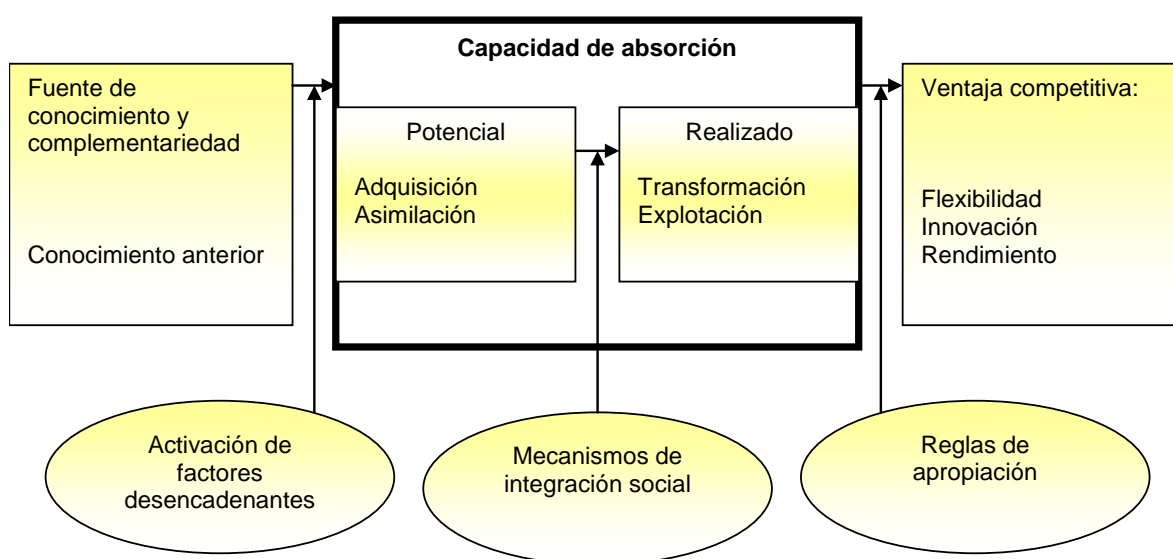 Capacidad de absorción
Fuente de
conocimiento y
complementariedad
Conocimiento anterior
Potencial
Adquisición
Asimilación
Realizado
Transformación
Explotación
Ventaja competitiva:
Flexibilidad
Innovación
Rendimiento
Activación de
factores
desencadenantes
Mecanismos de
integración social
Reglas de
apropiación